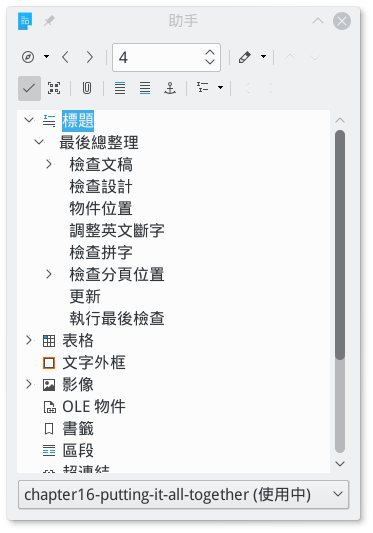 助手
4
標題
最後總整理
檢查文稿
檢查設計
物件位置
調整英文斷字
檢查拼字
檢查分頁位置
更新
執行最後檢查
表格
文字外框
影像
OLE 物件
書籤
區段
超連結
chapter16-putting-it-all-together (使用中)